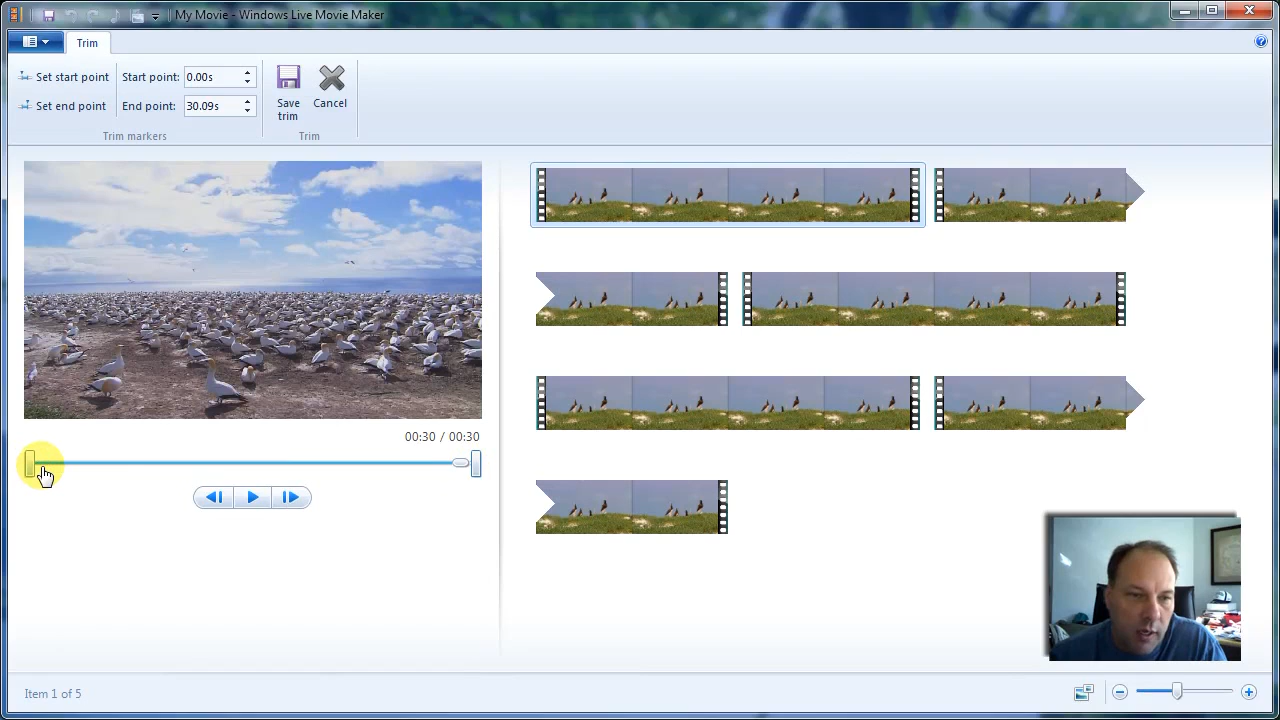 My Movie - Windows Live Movie Maker
Trim
Set start point
Start point: 0.00s
Set end point
End point: 30.09s
Save trim
Cancel
Trim markers
Trim
00:30 / 00:30
Item 1 of 5